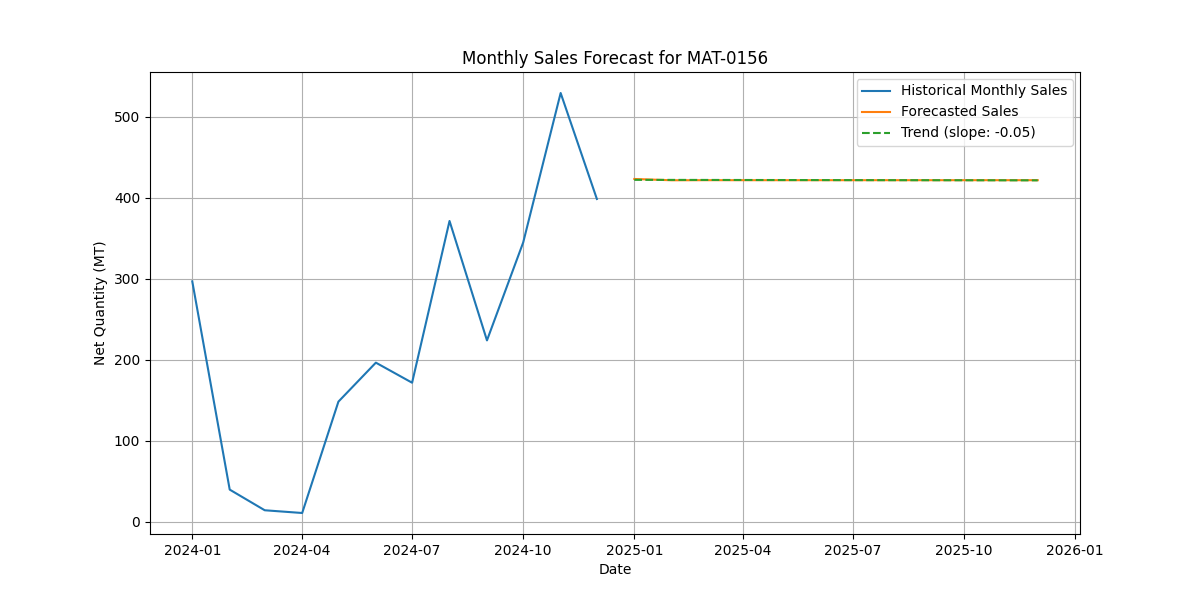 Monthly Sales Forecast for MAT-0156
Historical Monthly Sales
Forecasted Sales
Trend (slope: -0.05)
Net Quantity (MT)
500
400
300
200
100
0
2024-01 2024-04 2024-07 2024-10 2025-01 2025-04 2025-07 2025-10 2026-01
Date